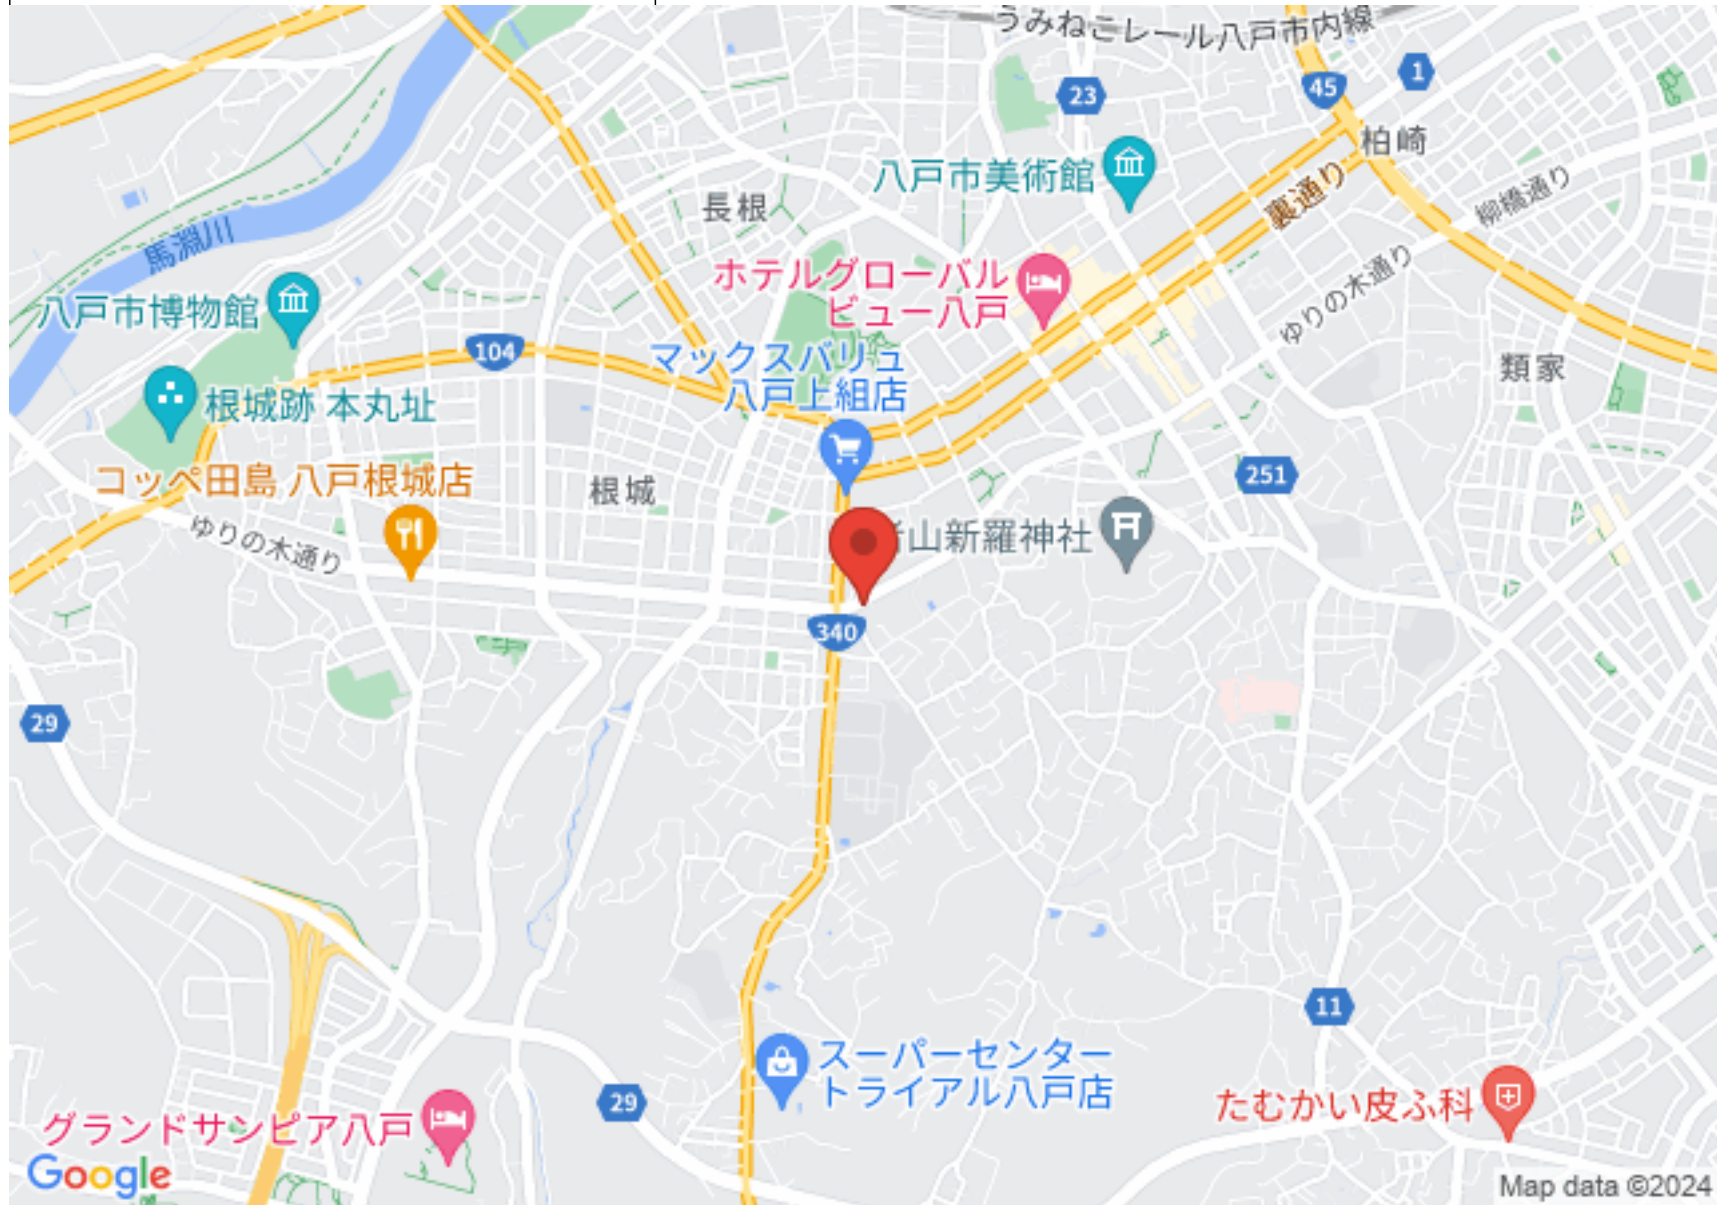 うみねこレール八戸市内線
1
45
23
柏崎
八戸市美術館
裏通り
柳橋通り
長根
馬淵川
ホテルグローバル
ビュー八戸
ゆりの木通り
八戸市博物館
104
マックスバリュ
八戸上組店
類家
根城跡 本丸址
コッペ田島 八戸根城店
根城
251
山新羅神社
ゆりの木通り
340
29
11
スーパーセンター
トライアル八戸店
29
たむかい皮ふ科
グランドサンピア八戸
Google
Map data ©2024